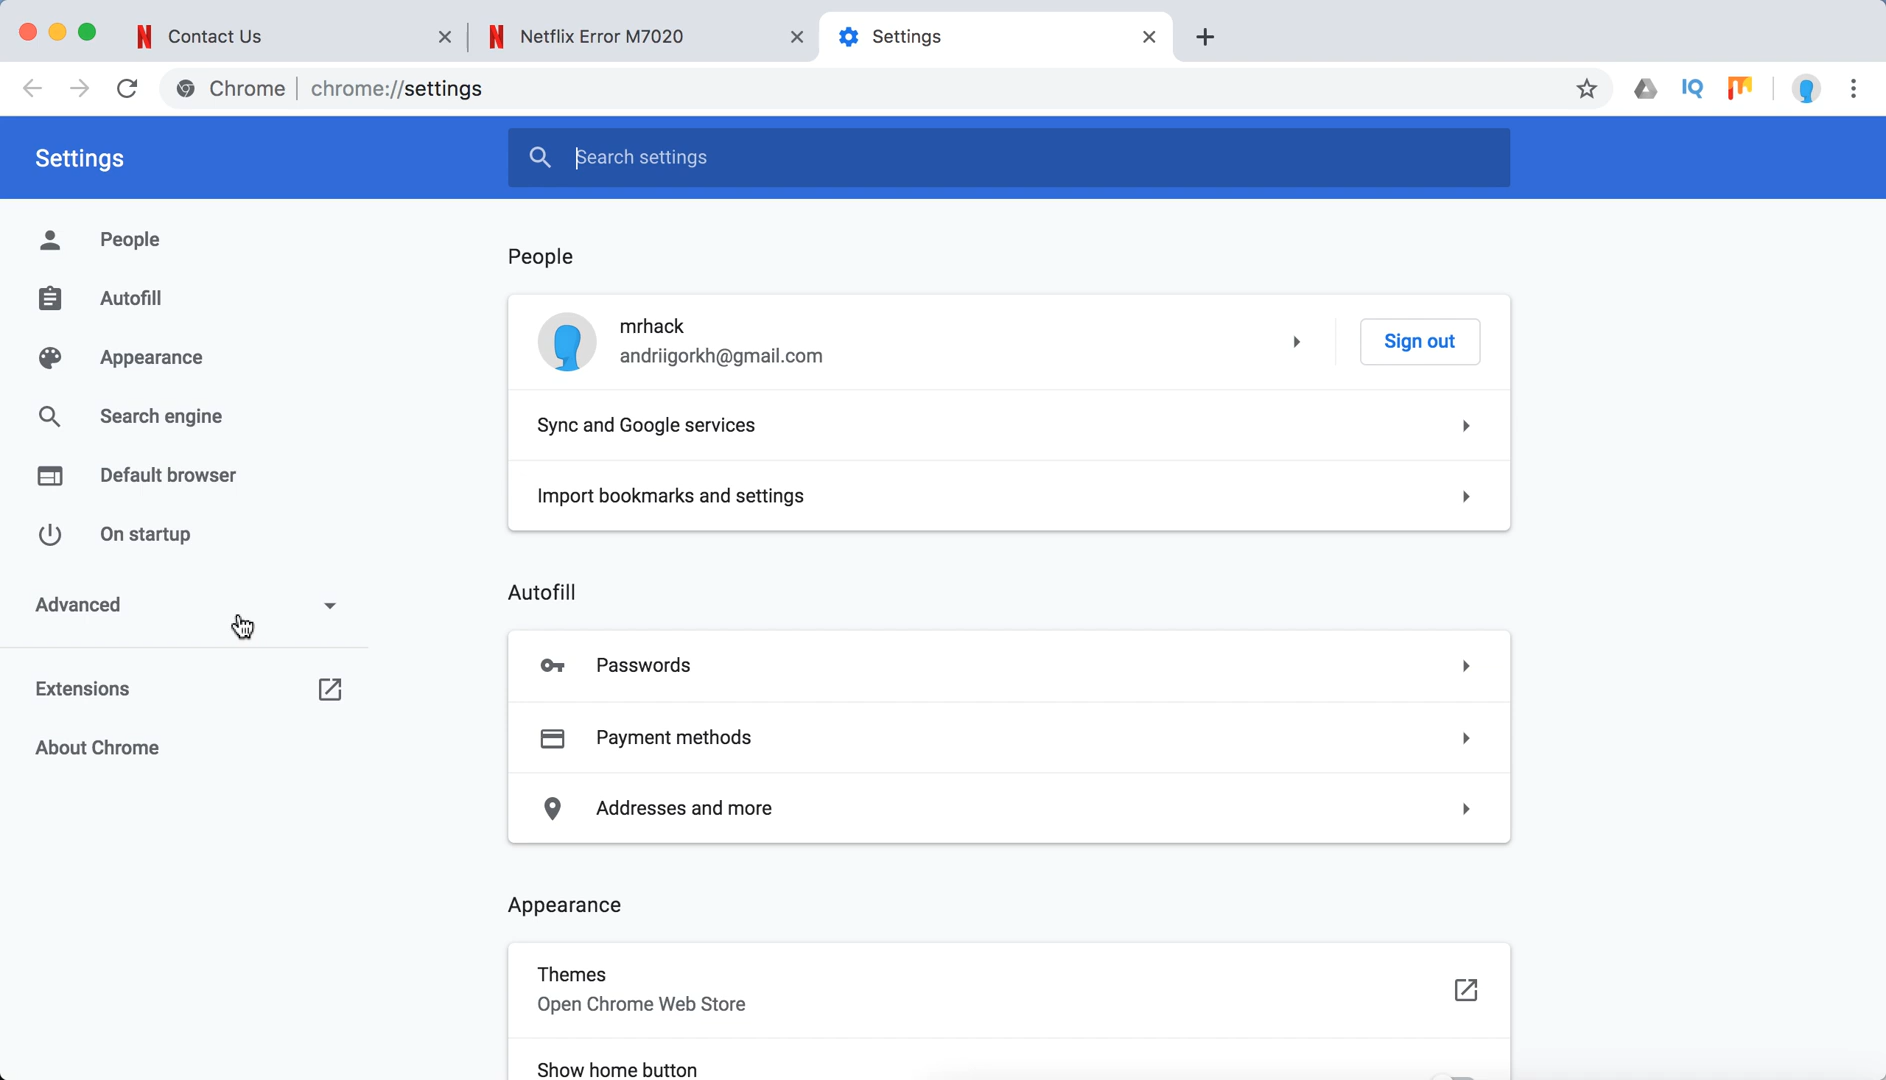 Contact Us
Netflix Error M7020
Settings
Chrome
chrome://settings
IQ
Settings
Search settings
People
Autofill
Appearance
Search engine
Default browser
On startup
Advanced
Extensions
About Chrome
People
mrhack
andriigorkh@gmail.com
Sign out
Sync and Google services
Import bookmarks and settings
Autofill
Passwords
Payment methods
Addresses and more
Appearance
Themes
Open Chrome Web Store
Show home button